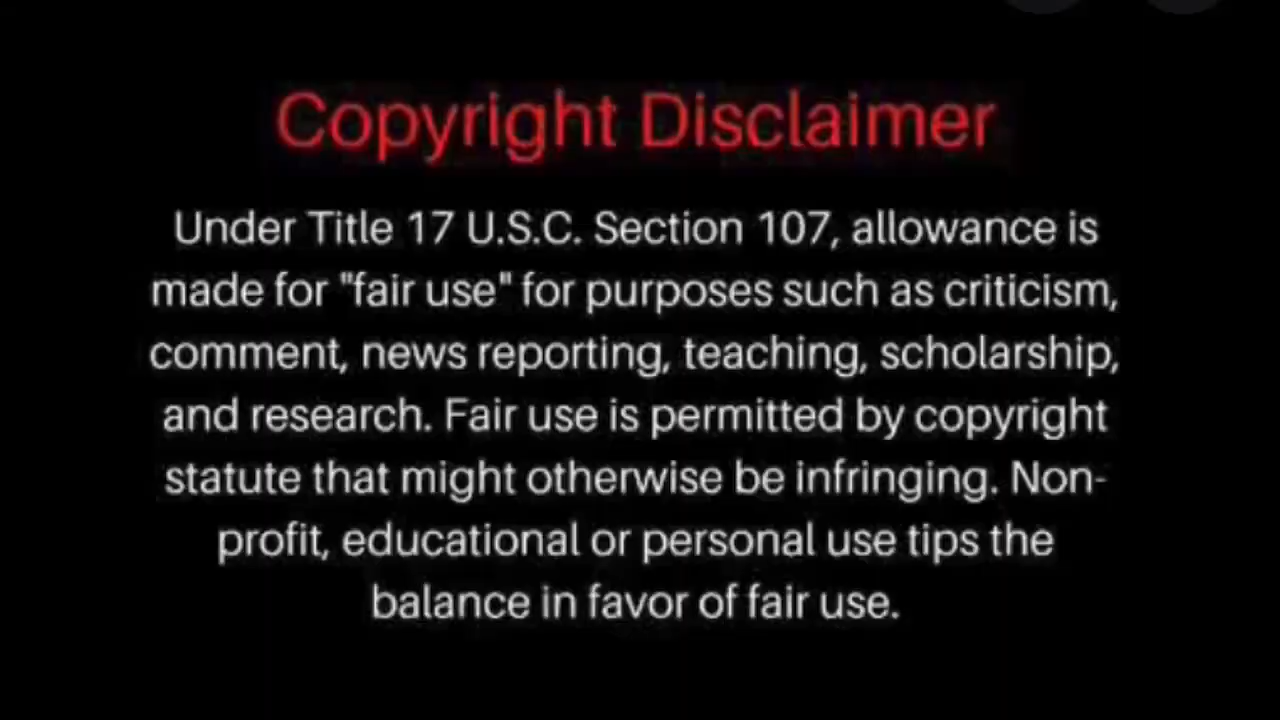 Copyright Disclaimer
Under Title 17 U.S.C. Section 107, allowance is
made for "fair use" for purposes such as criticism,
comment, news reporting, teaching, scholarship,
and research. Fair use is permitted by copyright
statute that might otherwise be infringing. Non-
profit, educational or personal use tips the
balance in favor of fair use.